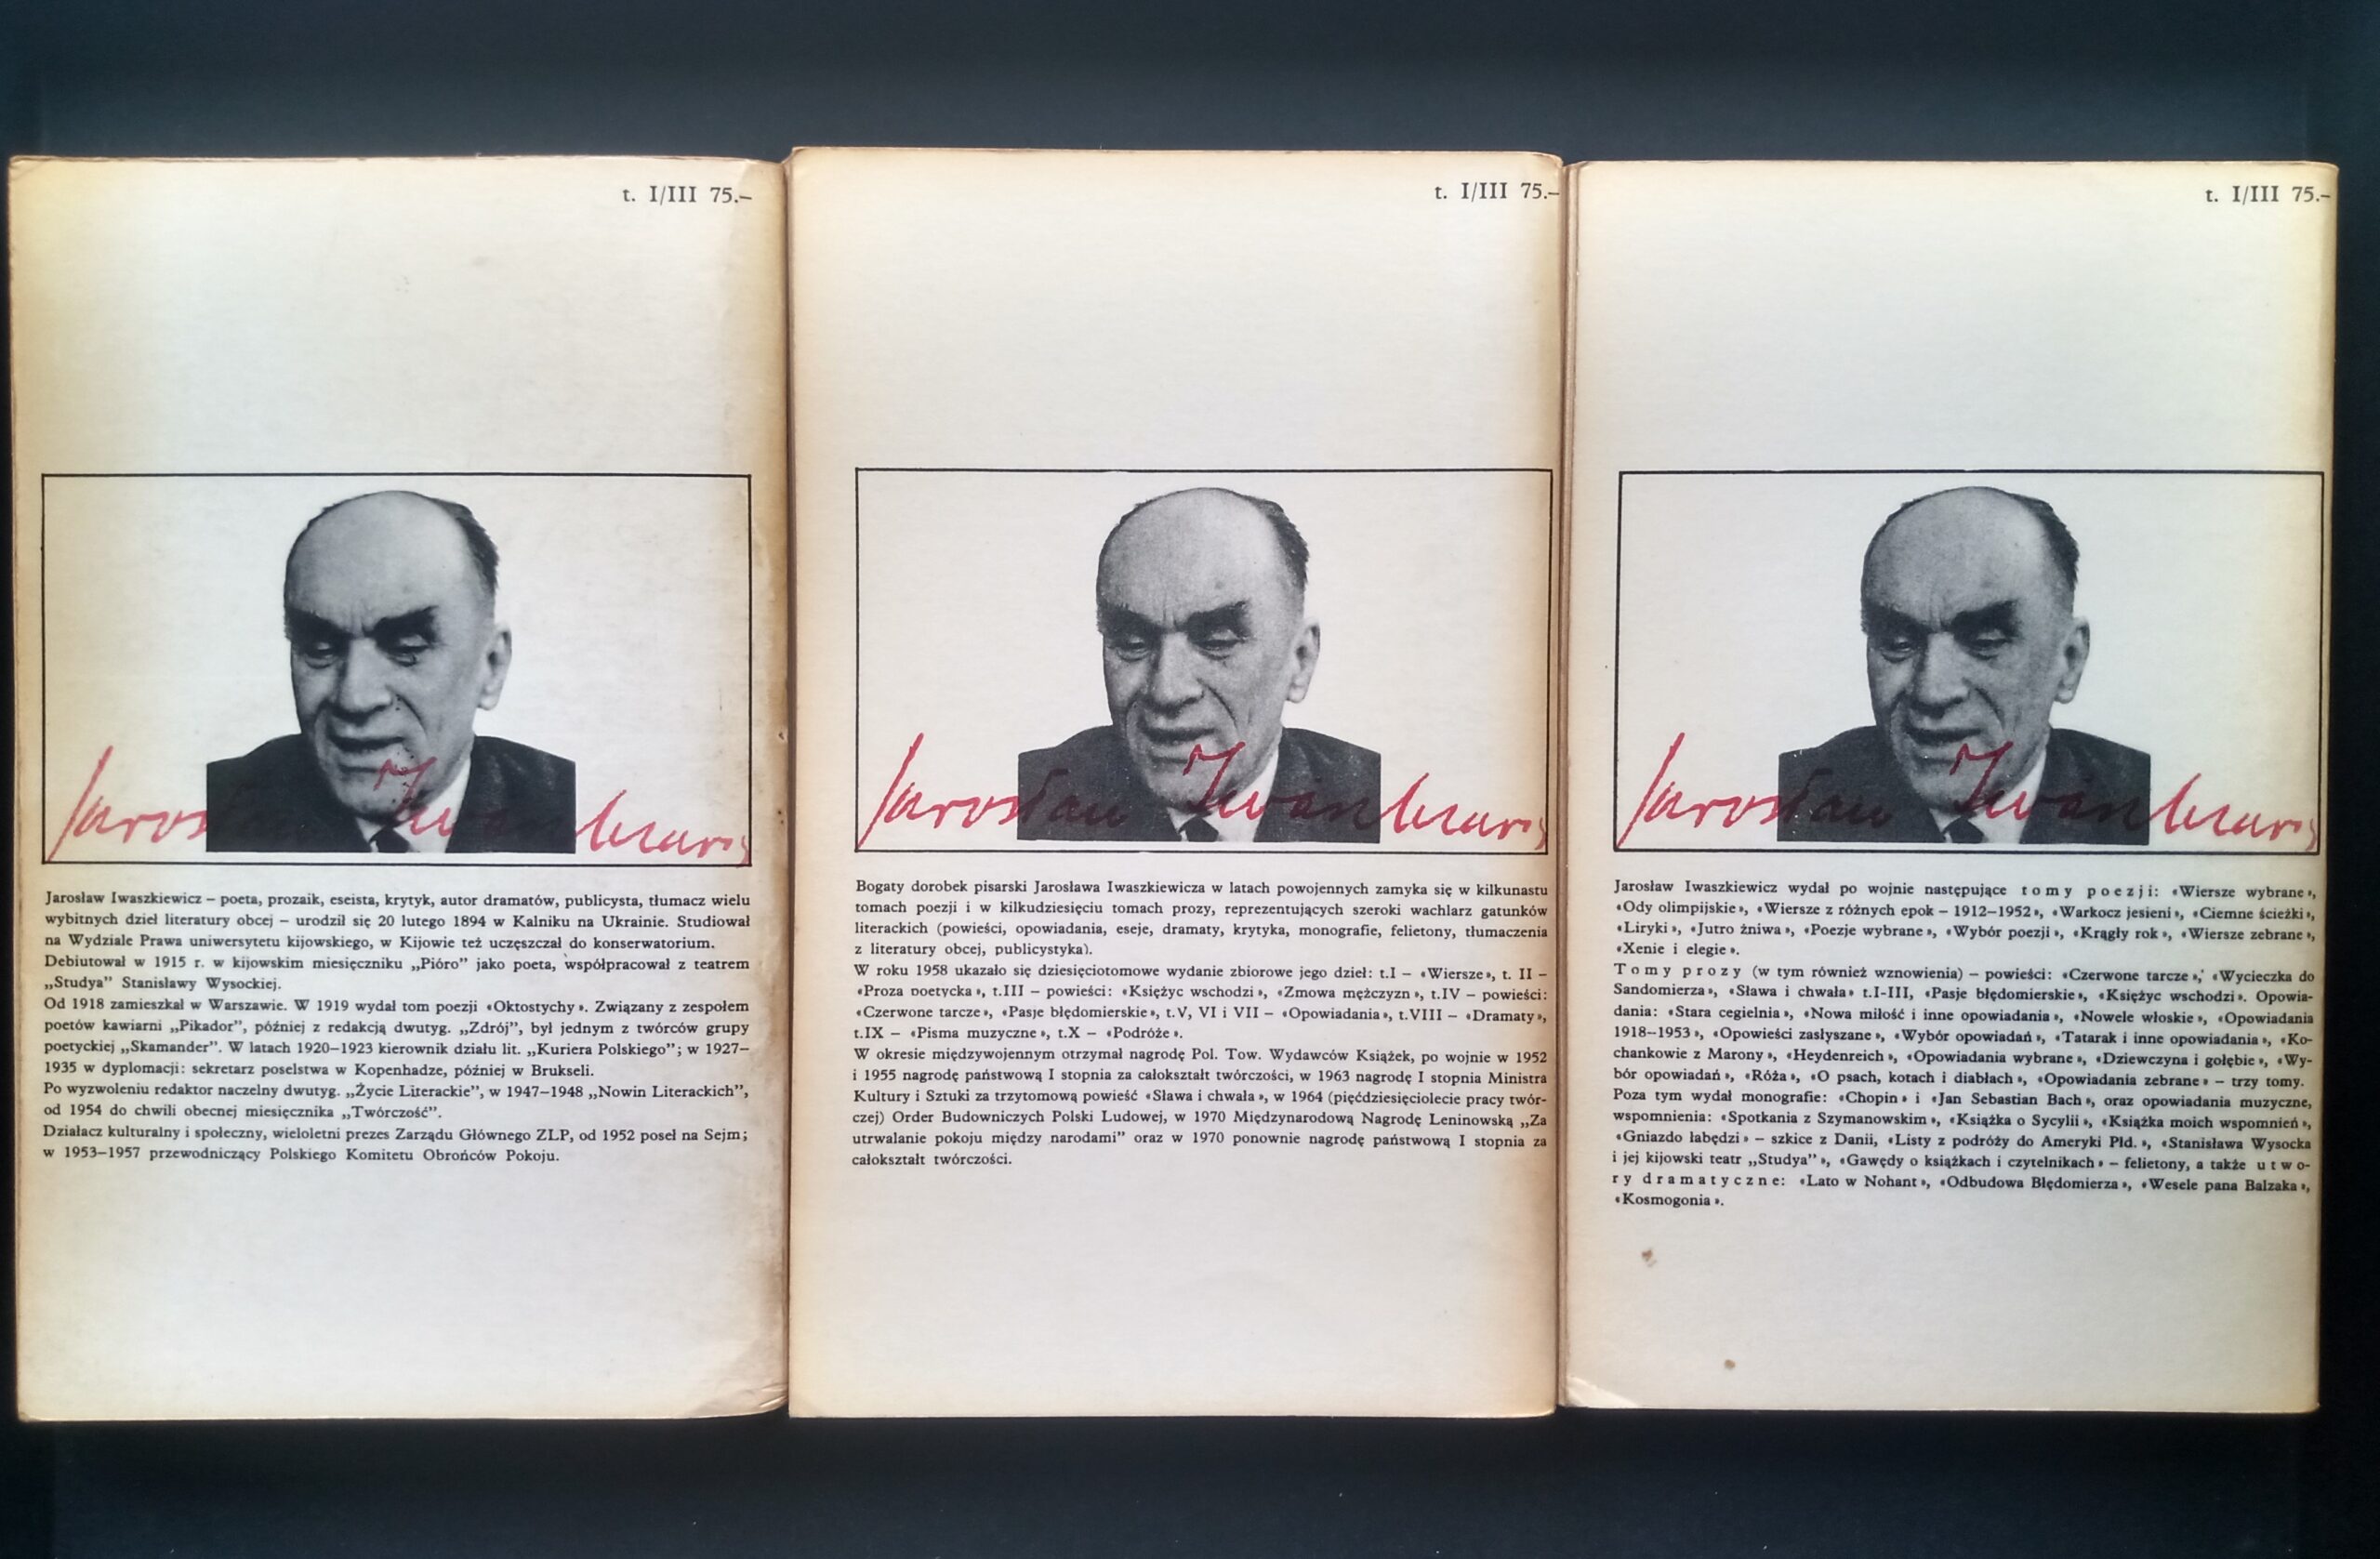 t. I/III 75.–
Jarosław Iwaszkiewicz – poeta, prozaik, eseista, krytyk, autor dramatów, publicysta, tłumacz wielu
wybitnych dzieł literatury obcej – urodził się 20 lutego 1894 w Kalniku na Ukrainie. Studiował
na Wydziale Prawa uniwersytetu kijowskiego, w Kijowie też uczęszczał do konserwatorium.
Debiutował w 1915 r. w kijowskim miesięczniku „Pióro” jako poeta, współpracował z teatrem
„Studya” Stanisławy Wysockiej.
Od 1918 zamieszkał w Warszawie. W 1919 wydał tom poezji «Oktostychy». Związany z zespołem
poetów kawiarni „Pikador”, później z redakcją dwutyg. „Zdrój”, był jednym z twórców grupy
poetyckiej „Skamander”. W latach 1920–1923 kierownik działu lit. „Kuriera Polskiego”; w 1927–
1935 w dyplomacji: sekretarz poselstwa w Kopenhadze, później w Brukseli.
Po wyzwoleniu redaktor naczelny dwutyg. „Życie Literackie”, w 1947–1948 „Nowin Literackich”,
od 1954 do chwili obecnej miesięcznika „Twórczość”.
Działacz kulturalny i społeczny, wieloletni prezes Zarządu Głównego ZLP, od 1952 poseł na Sejm;
w 1953–1957 przewodniczący Polskiego Komitetu Obrońców Pokoju.
t. I/III 75.–
Jarosław Iwaszkiewicz
Bogaty dorobek pisarski Jarosława Iwaszkiewicza w latach powojennych zamyka się w kilkunastu
tomach poezji i w kilkudziesięciu tomach prozy, reprezentujących szeroki wachlarz gatunków
literackich (powieści, opowiadania, eseje, dramaty, krytyka, monografie, felietony, tłumaczenia
z literatury obcej, publicystyka).
W roku 1958 ukazało się dziesięciotomowe wydanie zbiorowe jego dzieł: t.I – «Wiersze», t. II –
«Proza poetycka», t.III – powieści: «Księżyc wschodzi», «Zmowa mężczyzn», t.IV – powieści:
«Czerwone tarcze», «Pasje błędomierskie», t.V, VI i VII – «Opowiadania», t.VIII – «Dramaty»,
t.IX – «Pisma muzyczne», t.X – «Podróże».
W okresie międzywojennym otrzymał nagrodę Pol. Tow. Wydawców Książek, po wojnie w 1952
i 1955 nagrodę państwową I stopnia za całokształt twórczości, w 1963 nagrodę I stopnia Ministra
Kultury i Sztuki za trzytomową powieść «Sława i chwała», w 1964 (pięćdziesięciolecie pracy twór-
czej) Order Budowniczych Polski Ludowej, w 1970 Międzynarodową Nagrodę Leninowską „Za
utrwalanie pokoju między narodami” oraz w 1970 ponownie nagrodę państwową I stopnia za
całokształt twórczości.
t. I/III 75.–
Jarosław Iwaszkiewicz
Jarosław Iwaszkiewicz wydał po wojnie następujące tomy poezji: «Wiersze wybrane»,
«Ody olimpijskie», «Wiersze z różnych epok – 1912–1952», «Warkocz jesieni», «Ciemne ścieżki»,
«Liryki», «Jutro żniwa», «Poezje wybrane», «Wybór poezji», «Krągły rok», «Wiersze zebrane»,
«Xenie i elegie».
Tomy prozy (w tym również wznowienia) – powieści: «Czerwone tarcze», «Wycieczka do
Sandomierza», «Sława i chwała» t.I-III, «Pasje błędomierskie», «Księżyc wschodzi». Opowia-
dania: «Stara cegielnia», «Nowa miłość i inne opowiadania», «Nowele włoskie», «Opowiadania
1918–1953», «Opowieści zasłyszane», «Wybór opowiadań», «Tatarak i inne opowiadania», «Ko-
chankowie z Marony», «Heydenreich», «Opowiadania wybrane», «Dziewczyna i gołębie», «Wy-
bór opowiadań», «Róża», «O psach, kotach i diabłach», «Opowiadania zebrane» – trzy tomy.
Poza tym wydał monografie: «Chopin» i «Jan Sebastian Bach», oraz opowiadania muzyczne,
wspomnienia: «Spotkania z Szymanowskim», «Książka o Sycylii», «Książka moich wspomnień»,
«Gniazdo łabędzi» – szkice z Danii, «Listy z podróży do Ameryki Płd.», «Stanisława Wysocka
i jej kijowski teatr „Studya”», «Gawędy o książkach i czytelnikach» – felietony, a także utwo-
ry dramatyczne: «Lato w Nohant», «Odbudowa Błędomierza», «Wesele pana Balzaka»,
«Kosmogonia».